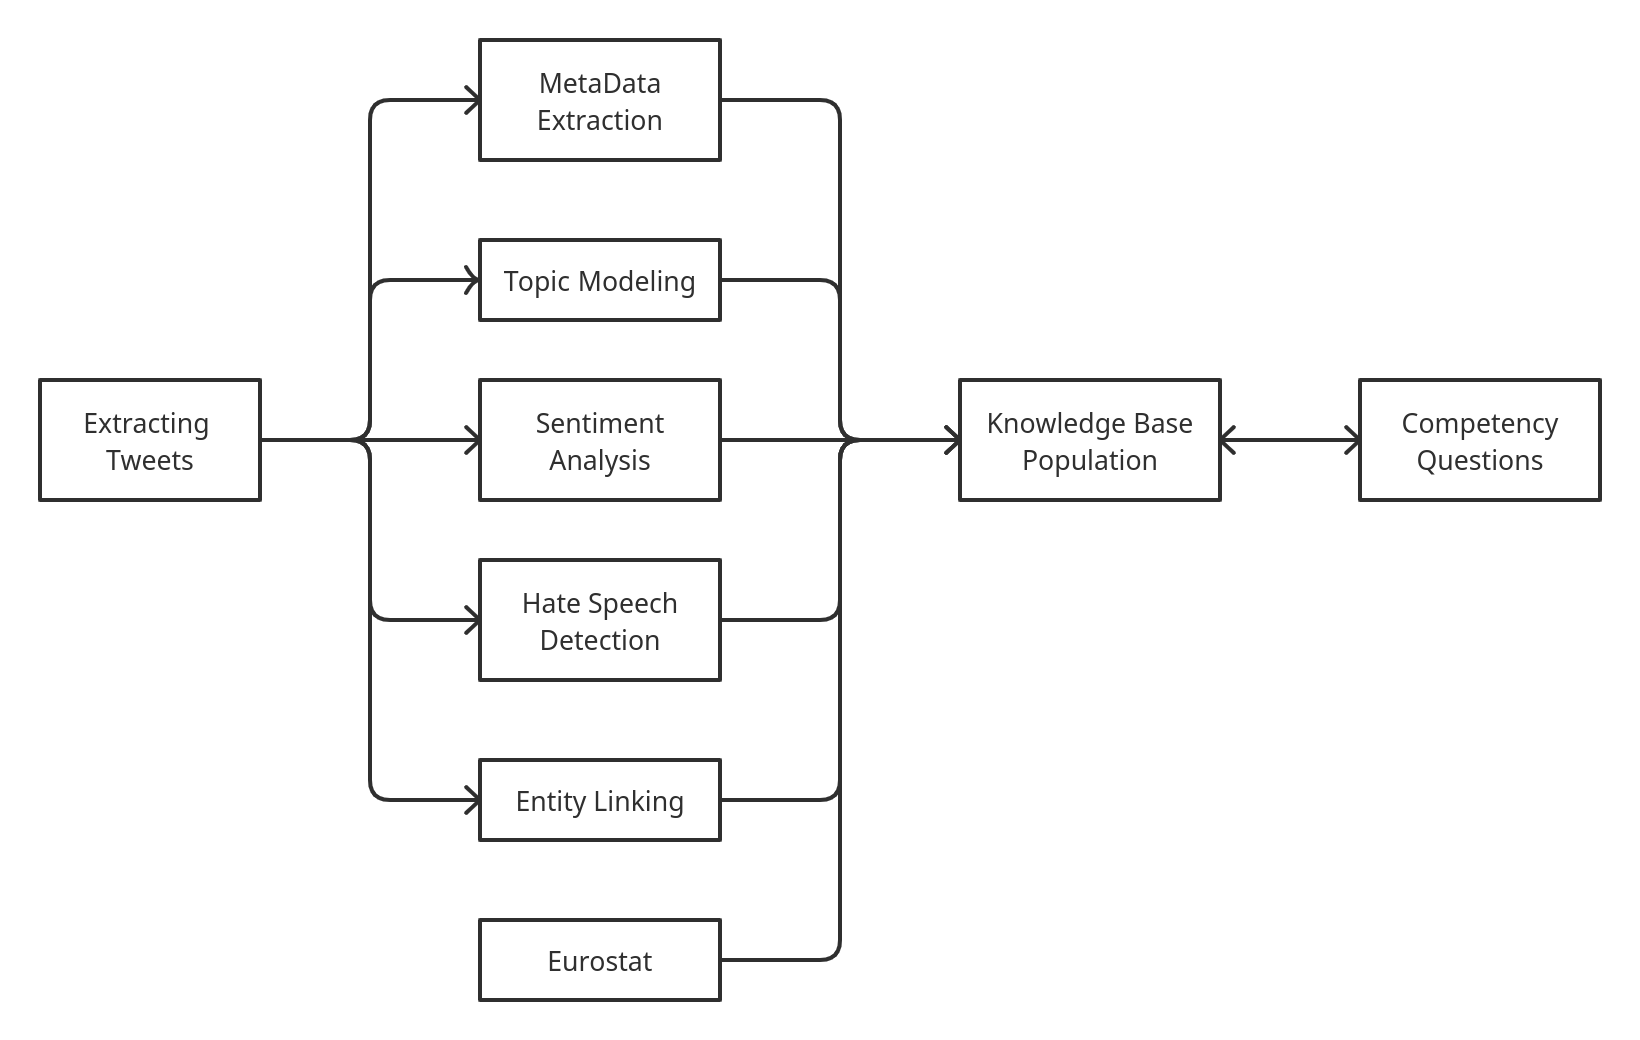 MetaData
Extraction
Topic Modeling
Extracting
Tweets
Sentiment
Analysis
Knowledge Base
Population
Competency
Questions
Hate Speech
Detection
Entity Linking
Eurostat